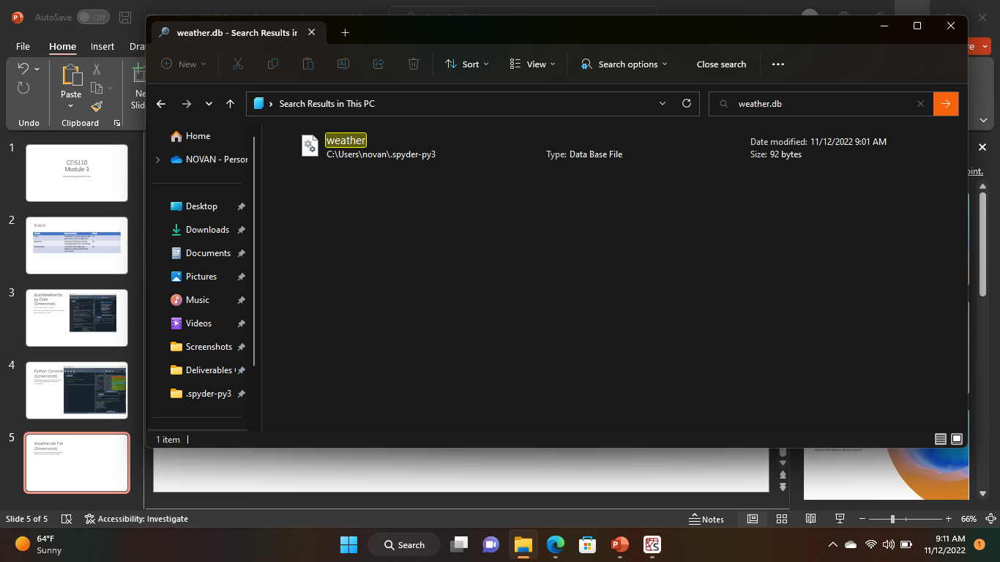 AutoSave Off
weather.db - Search Results in
File
Home
Insert
Dra
New
Sort
View
Search options
Close search
Paste
Undo
Clipboard
Search Results in This PC
weather.db
Home
NOVAN - Person
Desktop
Downloads
Documents
Pictures
Music
Videos
Screenshots
Deliverables
.spyder-py3
weather
C:\Users\novan\.spyder-py3
Type: Data Base File
Date modified: 11/12/2022 9:01 AM
Size: 92 bytes
1 item
1
CEIS110
Module 3
2
Rubric
3
BuildWeatherDb.
py Code
(Screenshot)
4
Python Console
(Screenshot)
5
Weather.db File
(Screenshot)
oint.
Slide 5 of 5
Accessibility: Investigate
Notes
66%
64°F
Sunny
Search
9:11 AM
11/12/2022
1